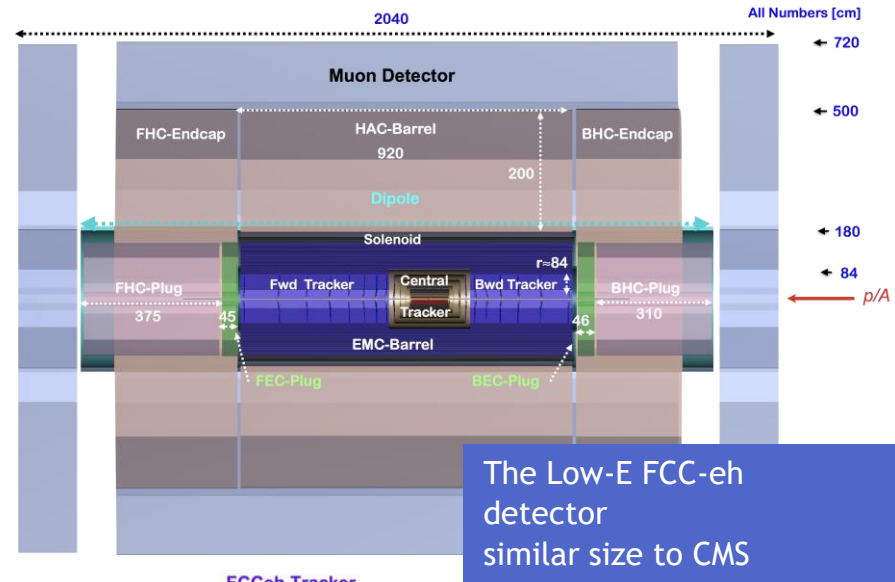 All Numbers [cm]
2040
720
Muon Detector
500
FHC-Endcap
HAC-Barrel
BHC-Endcap
920
200
Dipole
180
Solenoid
r≈84
84
FHC-Plug
Fwd Tracker
Central
Tracker
Bwd Tracker
BHC-Plug
p/A
375
45
46
310
EMC-Barrel
FEC-Plug
BEC-Plug
The Low-E FCC-eh
detector
similar size to CMS
FCCeh Tracker